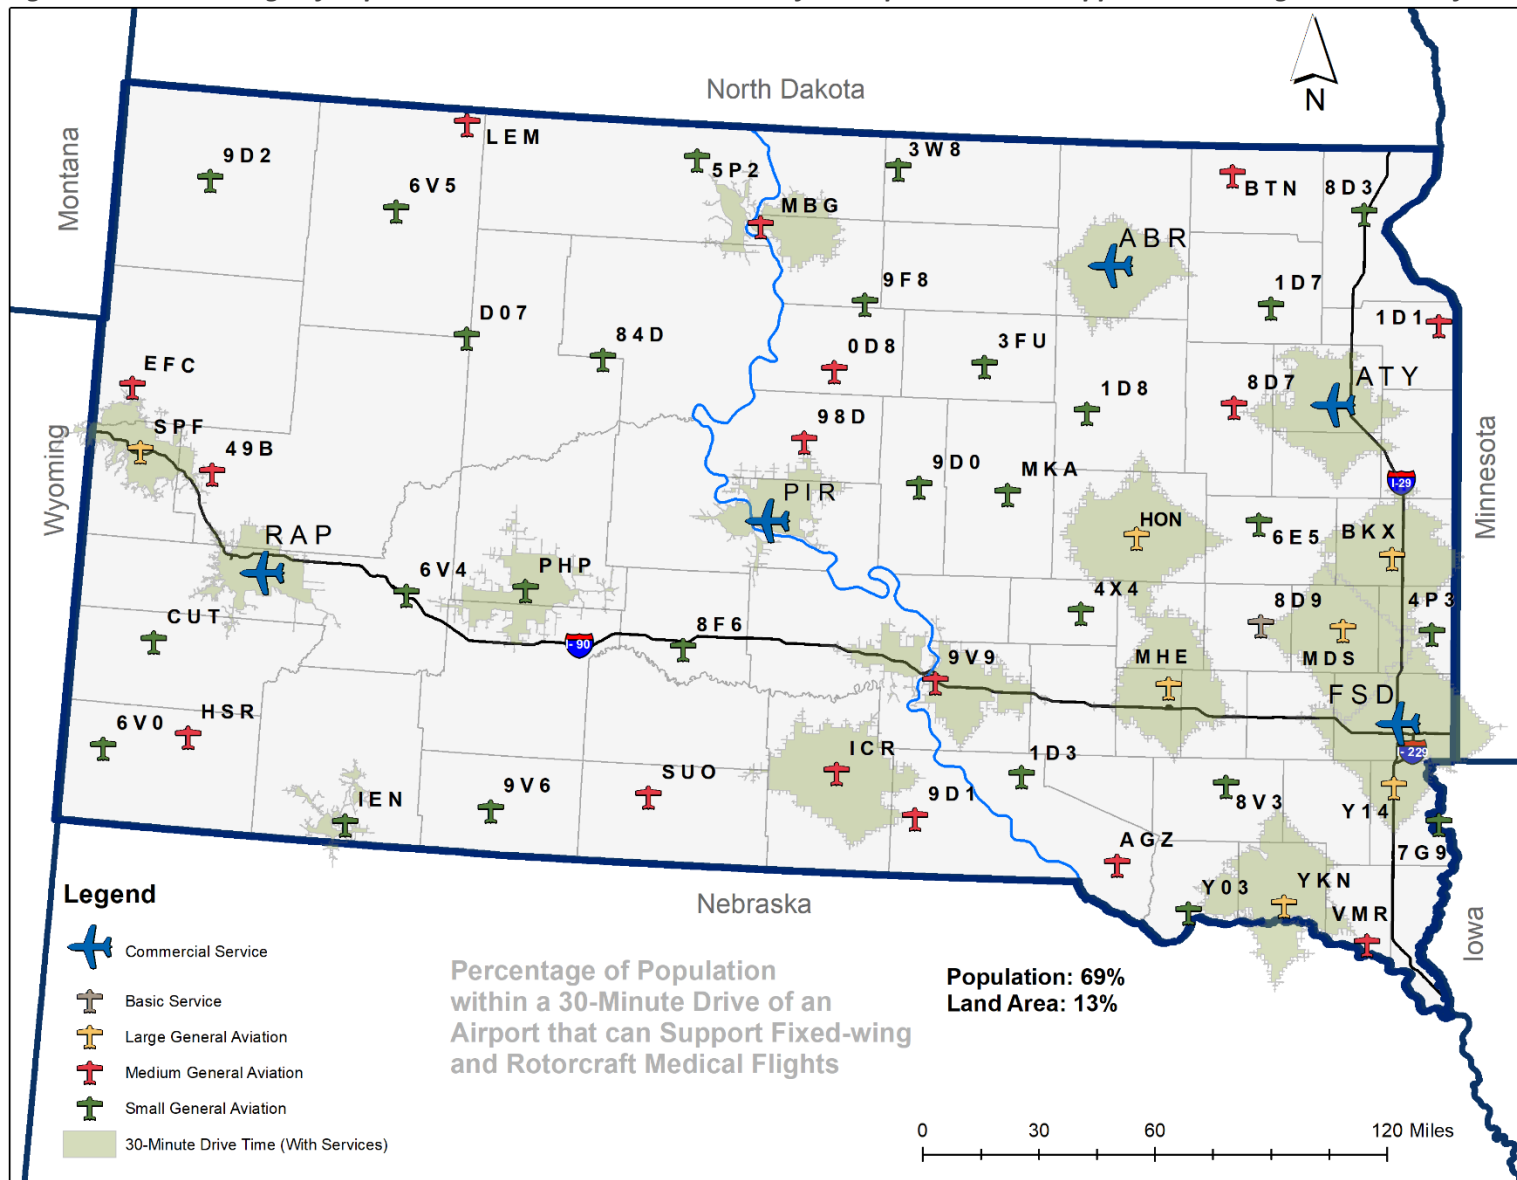 North Dakota
N
Montana
9D2
LEM
6V5
5P2
3W8
MBG
BTN
8D3
ABR
9F8
1D7
D07
84D
0D8
3FU
1D1
EFC
ATY
1D8
8D7
SPF
98D
49B
9D0
MKA
Wyoming
PIR
I-29
Minnesota
RAP
HON
6E5
BKX
6V4
PHP
4X4
8D9
4P3
CUT
8F6
I-90
9V9
MHE
MDS
FSD
6V0
HSR
ICR
1D3
I-229
IEN
9V6
SUO
9D1
8V3
Y14
AGZ
7G9
Y03
YKN
VMR
Nebraska
Iowa
Legend
Commercial Service
Basic Service
Large General Aviation
Medium General Aviation
Small General Aviation
30-Minute Drive Time (With Services)
Percentage of Population
within a 30-Minute Drive of an
Airport that can Support Fixed-wing
and Rotorcraft Medical Flights
Population: 69%
Land Area: 13%
0 30 60 120 Miles